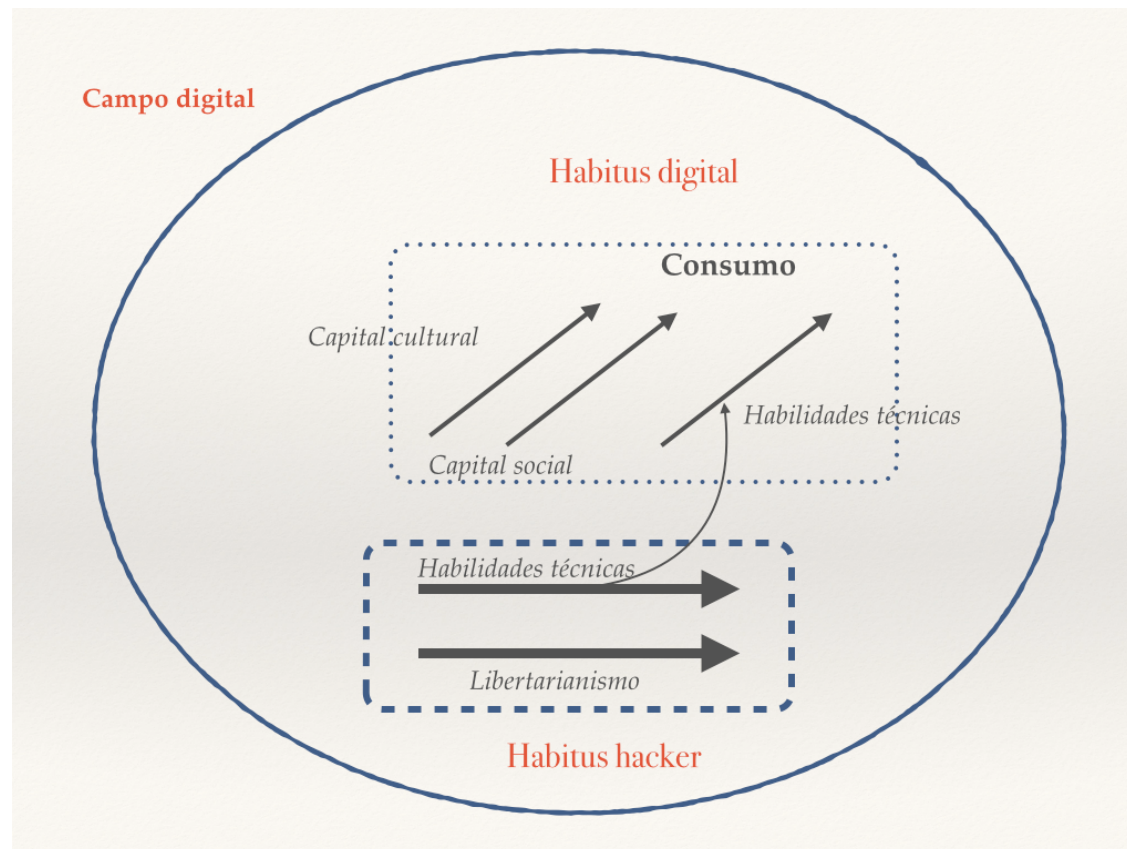 Campo digital
Habitus digital
Consumo
Capital cultural
Habilidades técnicas
Capital social
Habilidades técnicas
Libertarianismo
Habitus hacker